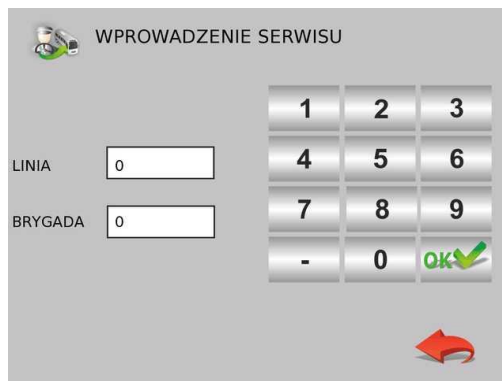 WPROWADZENIE SERWISU
1 2 3
LINIA 0 4 5 6
BRYGADA 0 7 8 9
- 0 OK